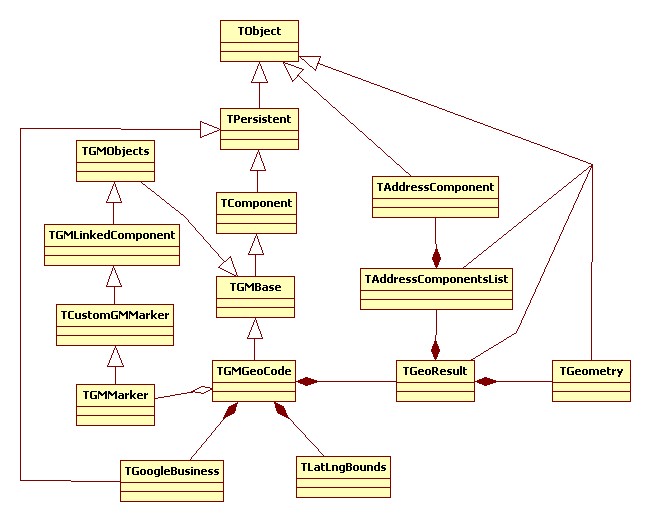 TObject
TPersistent
TGMObjects
TAddressComponent
TComponent
TGMLinkedComponent
TAddressComponentsList
TGMBase
TCustomGMMarker
TGMGeoCode
TGeoResult
TGeometry
TGMMarker
TGoogleBusiness
TLatLngBounds